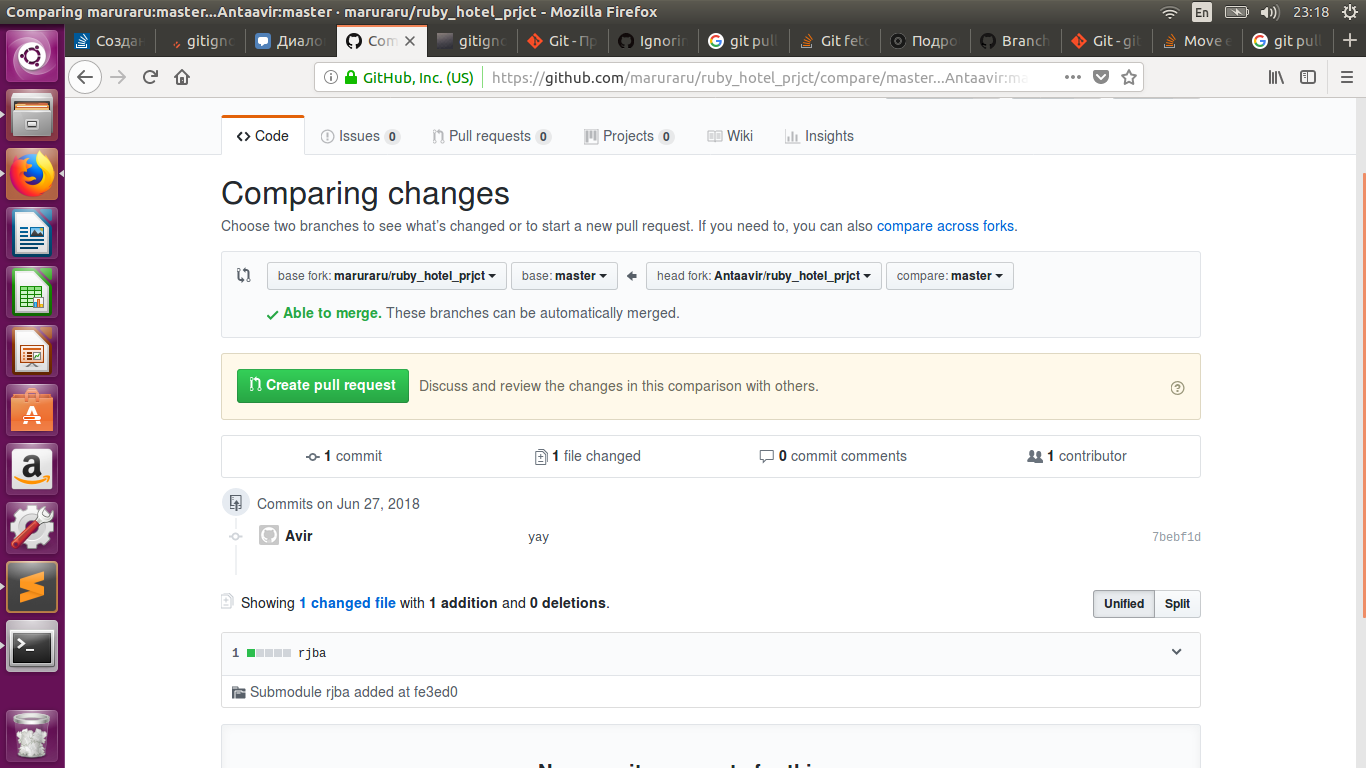 Comparing maruraru:master...Antaavir:master · maruraru/ruby_hotel_prjct - Mozilla Firefox
En
23:18
Создан
gitigno
Диало
Com
gitigno
Git - Пр
Ignorin
git pull
Git fetc
Подро
Branch
Git - git
Move e
git pull
GitHub, Inc. (US)
https://github.com/maruraru/ruby_hotel_prjct/compare/master...Antaavir:ma
Code
Issues 0
Pull requests 0
Projects 0
Wiki
Insights
Comparing changes
Choose two branches to see what's changed or to start a new pull request. If you need to, you can also compare across forks.
base fork: maruraru/ruby_hotel_prjct
base: master
head fork: Antaavir/ruby_hotel_prjct
compare: master
Able to merge. These branches can be automatically merged.
Create pull request
Discuss and review the changes in this comparison with others.
1 commit
1 file changed
0 commit comments
1 contributor
Commits on Jun 27, 2018
Avir
yay
7bebf1d
Showing 1 changed file with 1 addition and 0 deletions.
Unified
Split
1
rjba
Submodule rjba added at fe3ed0